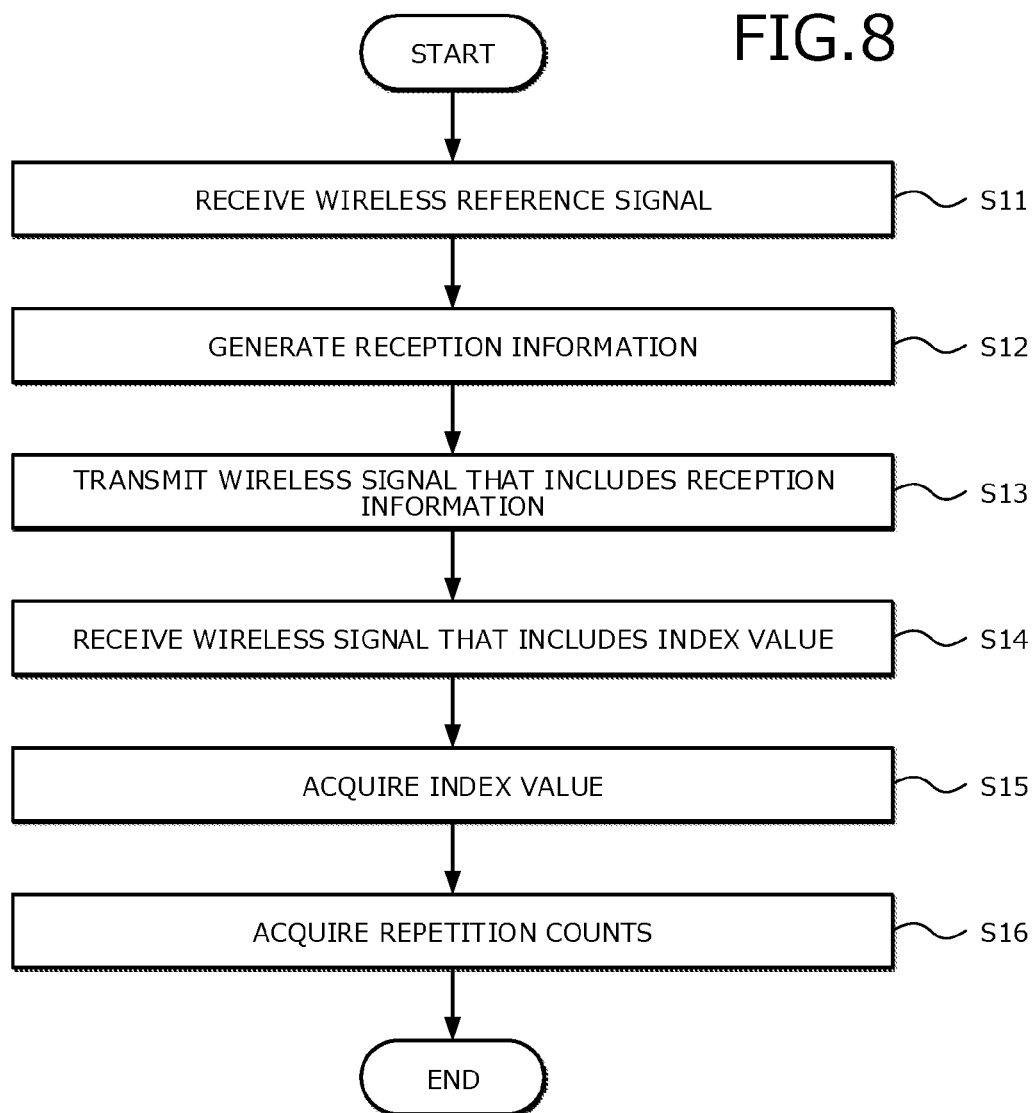 FIG.8
START
RECEIVE WIRELESS REFERENCE SIGNAL
S11
GENERATE RECEPTION INFORMATION
S12
TRANSMIT WIRELESS SIGNAL THAT INCLUDES RECEPTION
INFORMATION
S13
RECEIVE WIRELESS SIGNAL THAT INCLUDES INDEX VALUE
S14
ACQUIRE INDEX VALUE
S15
ACQUIRE REPETITION COUNTS
S16
END